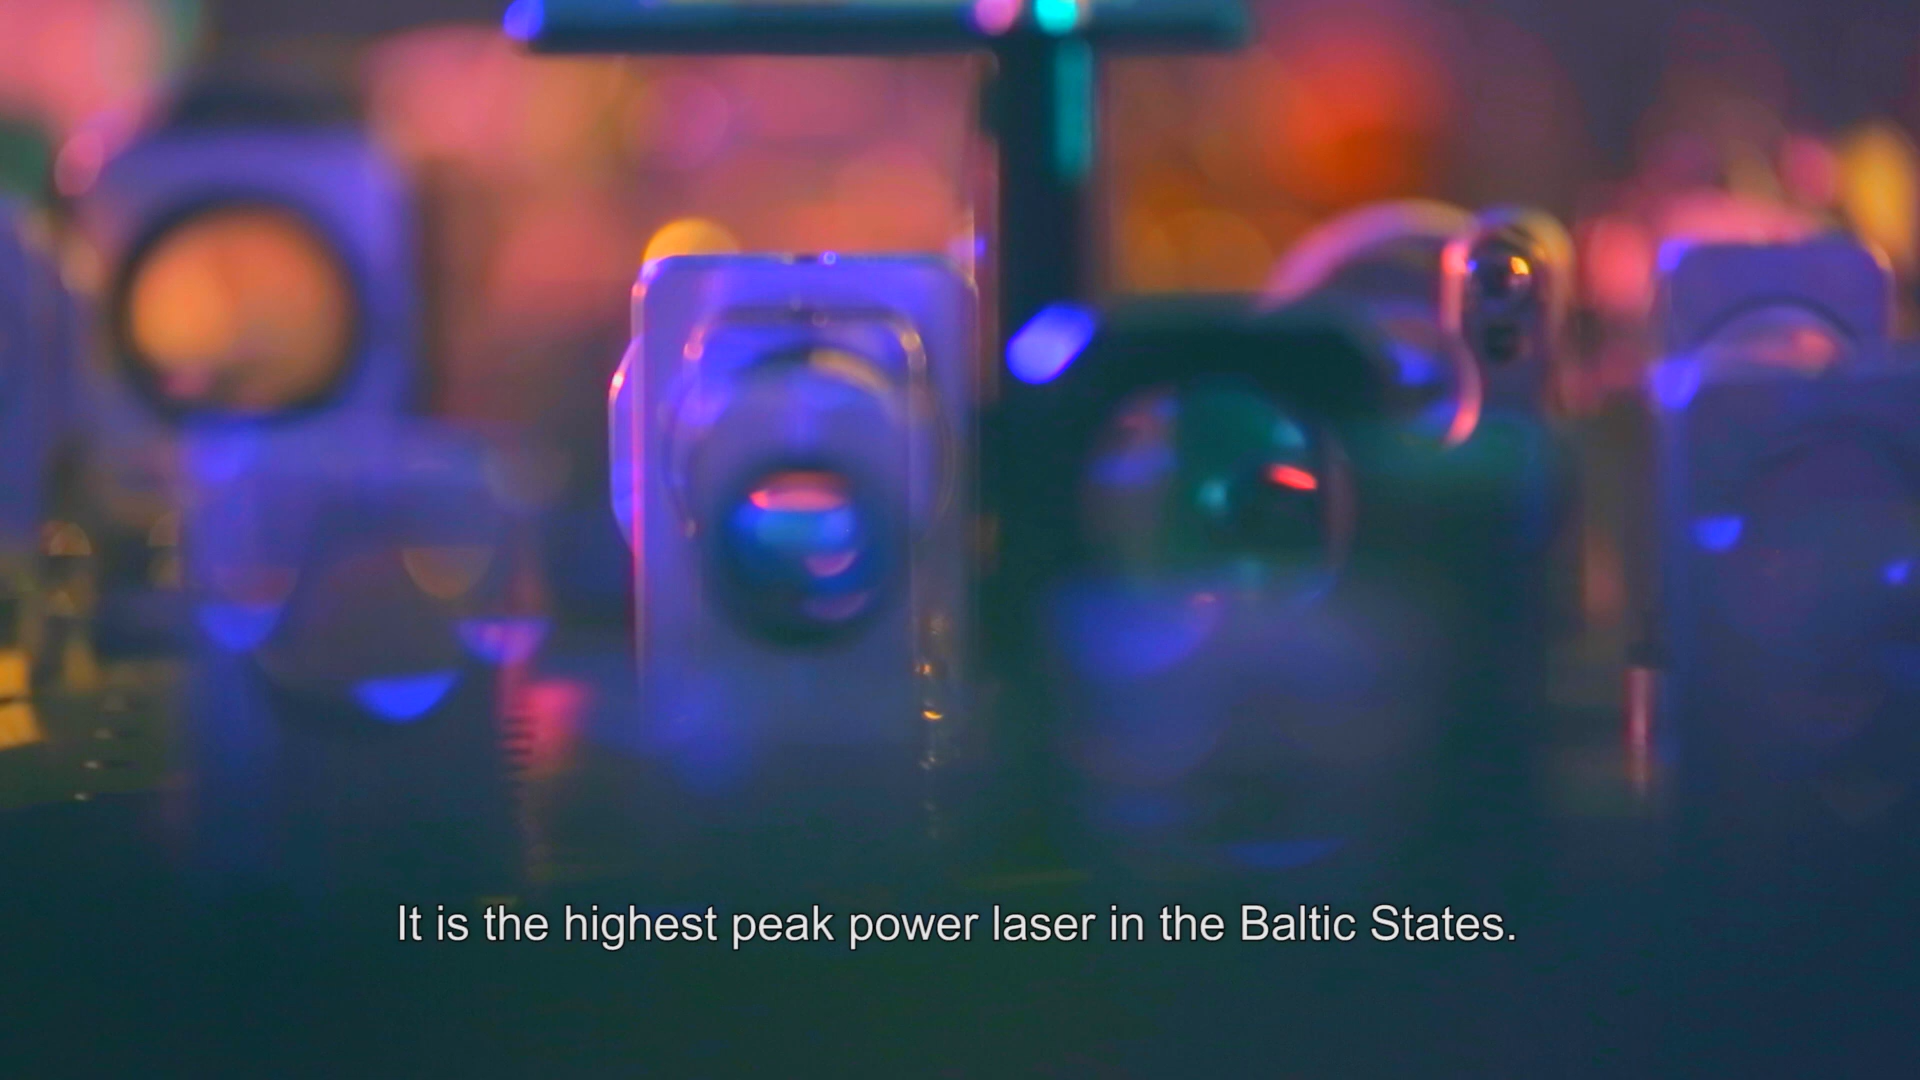 It is the highest peak power laser in the Baltic States.